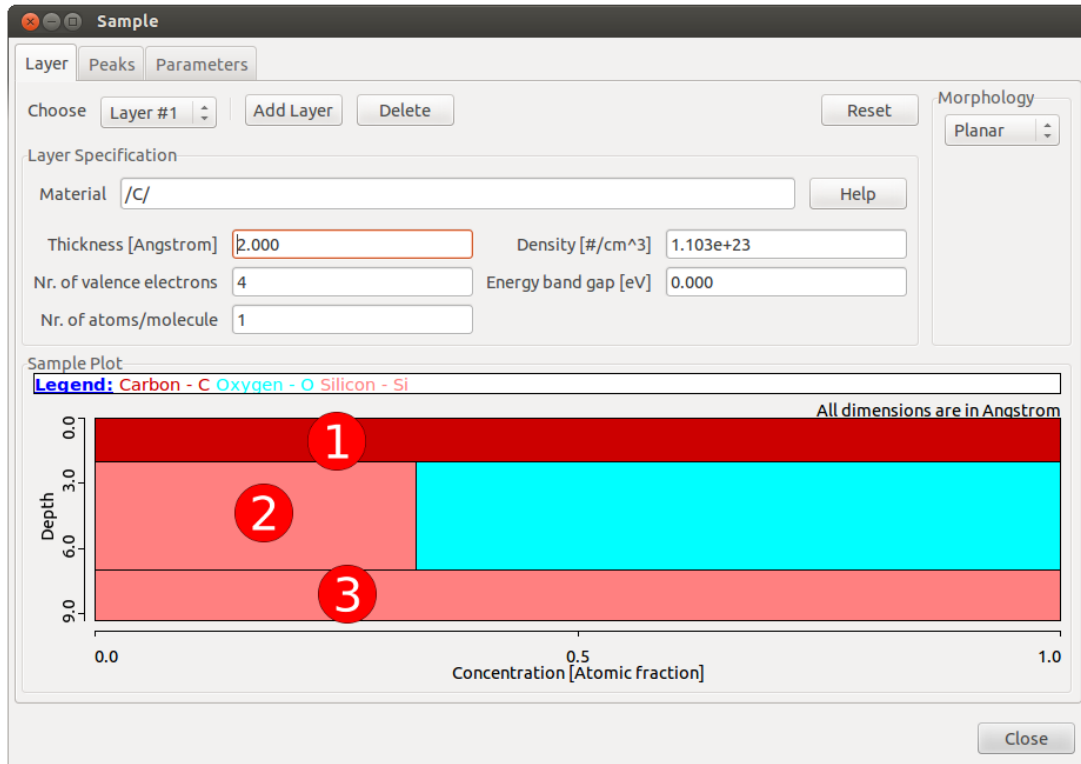 Sample
Layer Peaks Parameters
Choose Layer #1 Add Layer Delete Reset
Morphology
Planar
Layer Specification
Material /C/ Help
Thickness [Angstrom] 2.000 Density [#/cm^3] 1.103e+23
Nr. of valence electrons 4 Energy band gap [eV] 0.000
Nr. of atoms/molecule 1
Sample Plot
Legend: Carbon - C Oxygen - O Silicon - Si
All dimensions are in Angstrom
Depth
0.0
3.0
6.0
9.0
1
2
3
0.0 0.5 1.0
Concentration [Atomic fraction]
Close